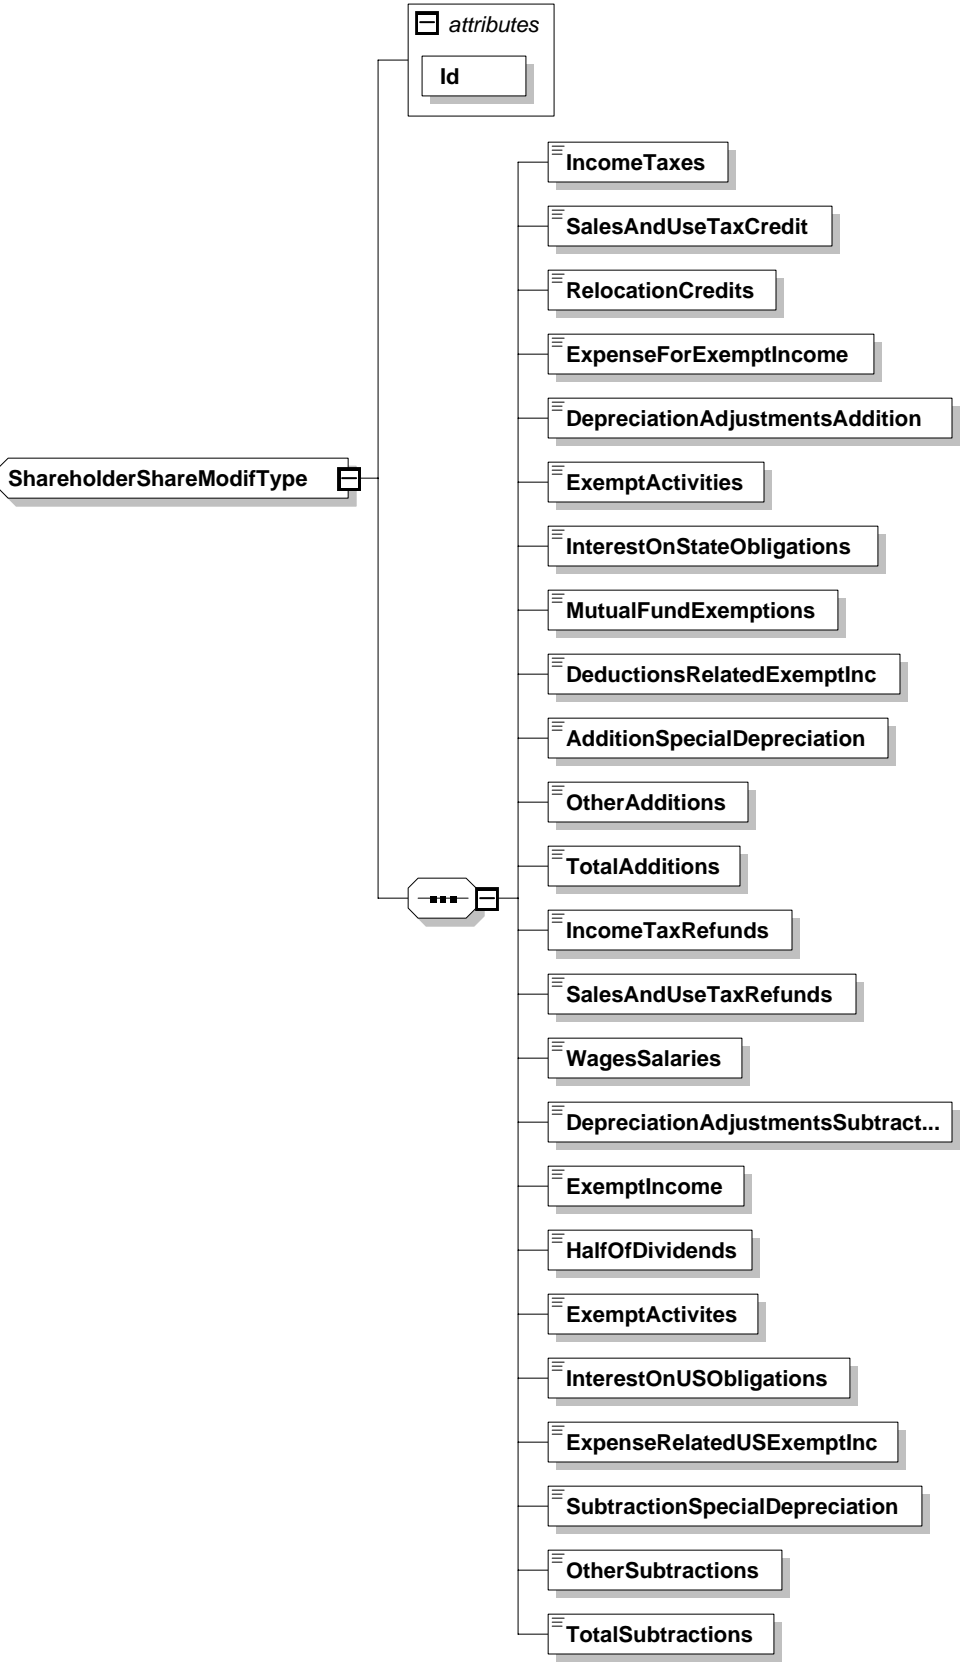 attributes
Id
IncomeTaxes
SalesAndUseTaxCredit
RelocationCredits
ExpenseForExemptIncome
DepreciationAdjustmentsAddition
ExemptActivities
ShareholderShareModifType
InterestOnStateObligations
MutualFundExemptions
DeductionsRelatedExemptInc
AdditionSpecialDepreciation
OtherAdditions
TotalAdditions
IncomeTaxRefunds
SalesAndUseTaxRefunds
WagesSalaries
DepreciationAdjustmentsSubtract...
ExemptIncome
HalfOfDividends
ExemptActivites
InterestOnUSObligations
ExpenseRelatedUSExemptInc
SubtractionSpecialDepreciation
OtherSubtractions
TotalSubtractions